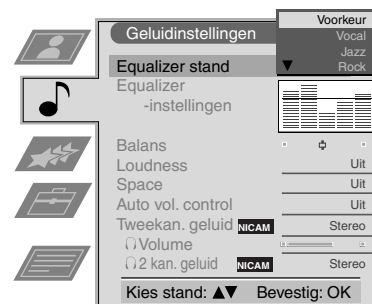 Geluidinstellingen
Voorkeur
Vocal
Jazz
▼ Rock
Equalizer stand
Equalizer
-instellingen
Balans
Loudness Uit
Space Uit
Auto vol. control Uit
Tweekan. geluid NICAM Stereo
Volume
2 kan. geluid NICAM Stereo
Kies stand: ▲▼ Bevestig: OK